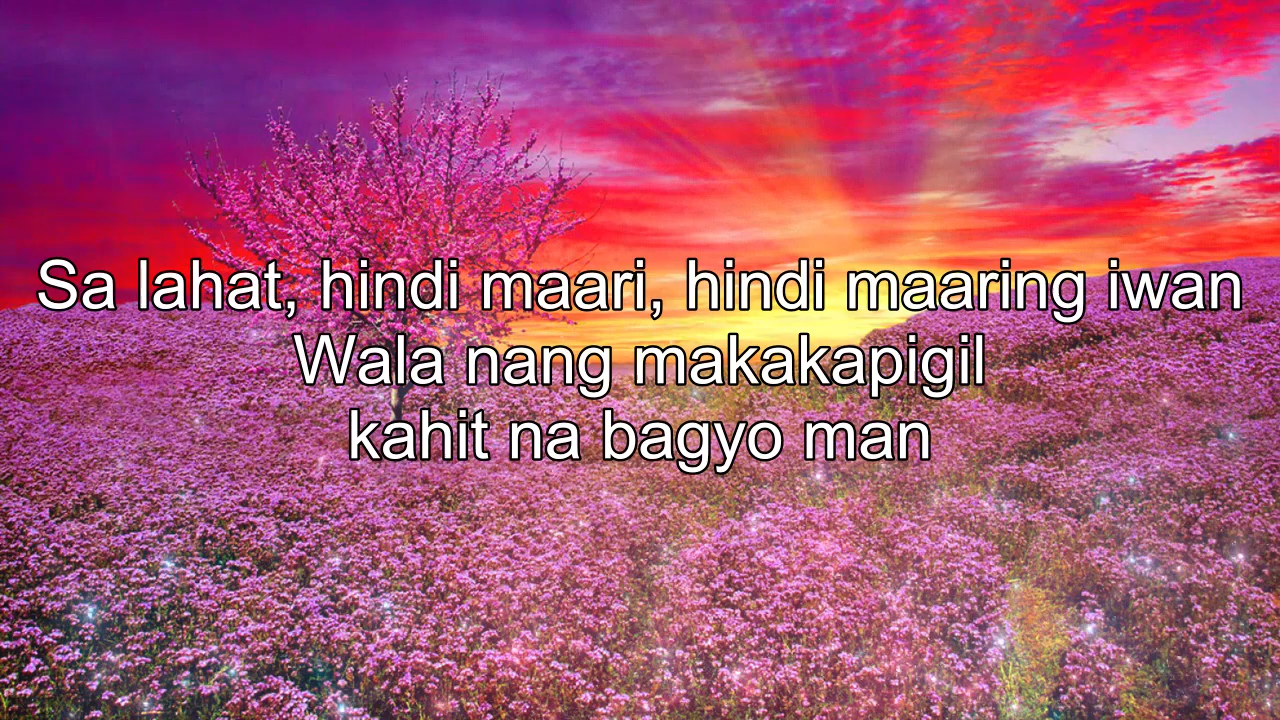 Sa lahat, hindi maari, hindi maaring iwan
Wala nang makakapigil
kahit na bagyo man